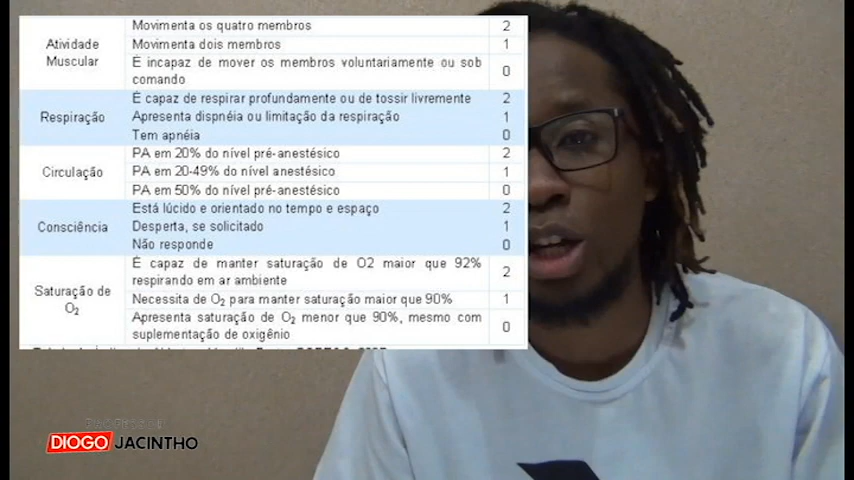 Movimenta os quatro membros 2
Atividade Muscular
Movimenta dois membros 1
É incapaz de mover os membros voluntariamente ou sob comando 0
Respiração
É capaz de respirar profundamente ou de tossir livremente 2
Apresenta dispnéia ou limitação da respiração 1
Tem apnéia 0
Circulação
PA em 20% do nível pré-anestésico 2
PA em 20-49% do nível anestésico 1
PA em 50% do nível pré-anestésico 0
Consciência
Está lúcido e orientado no tempo e espaço 2
Desperta, se solicitado 1
Não responde 0
Saturação de O₂
É capaz de manter saturação de O2 maior que 92% respirando em ar ambiente 2
Necessita de O₂ para manter saturação maior que 90% 1
Apresenta saturação de O₂ menor que 90%, mesmo com suplementação de oxigênio 0
PROFESSOR
DIOGO JACINTHO